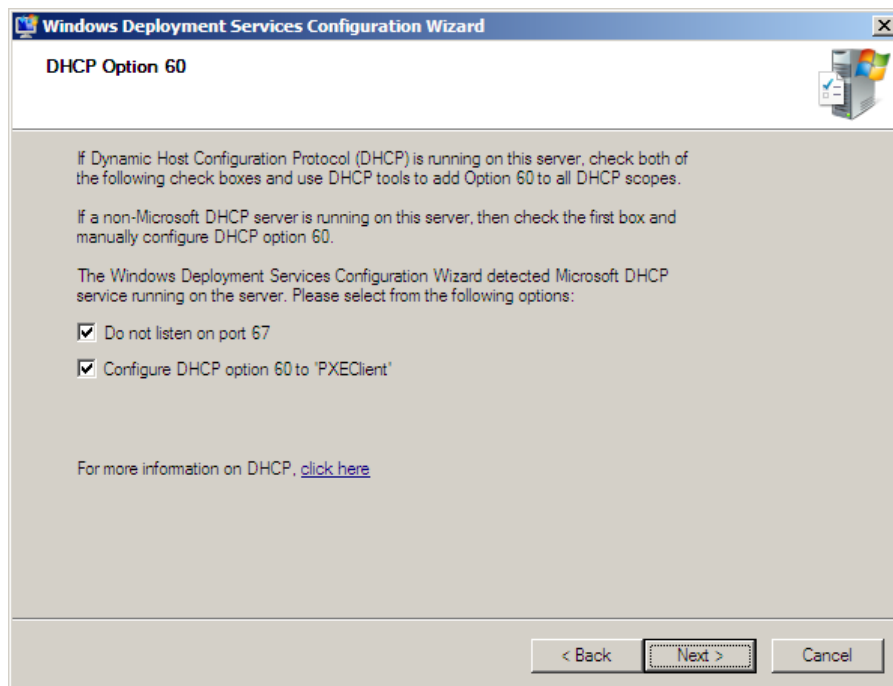 Windows Deployment Services Configuration Wizard
DHCP Option 60
If Dynamic Host Configuration Protocol (DHCP) is running on this server, check both of
the following check boxes and use DHCP tools to add Option 60 to all DHCP scopes.
If a non-Microsoft DHCP server is running on this server, then check the first box and
manually configure DHCP option 60.
The Windows Deployment Services Configuration Wizard detected Microsoft DHCP
service running on the server. Please select from the following options:
Do not listen on port 67
Configure DHCP option 60 to 'PXEClient'
For more information on DHCP, click here
< Back Next > Cancel